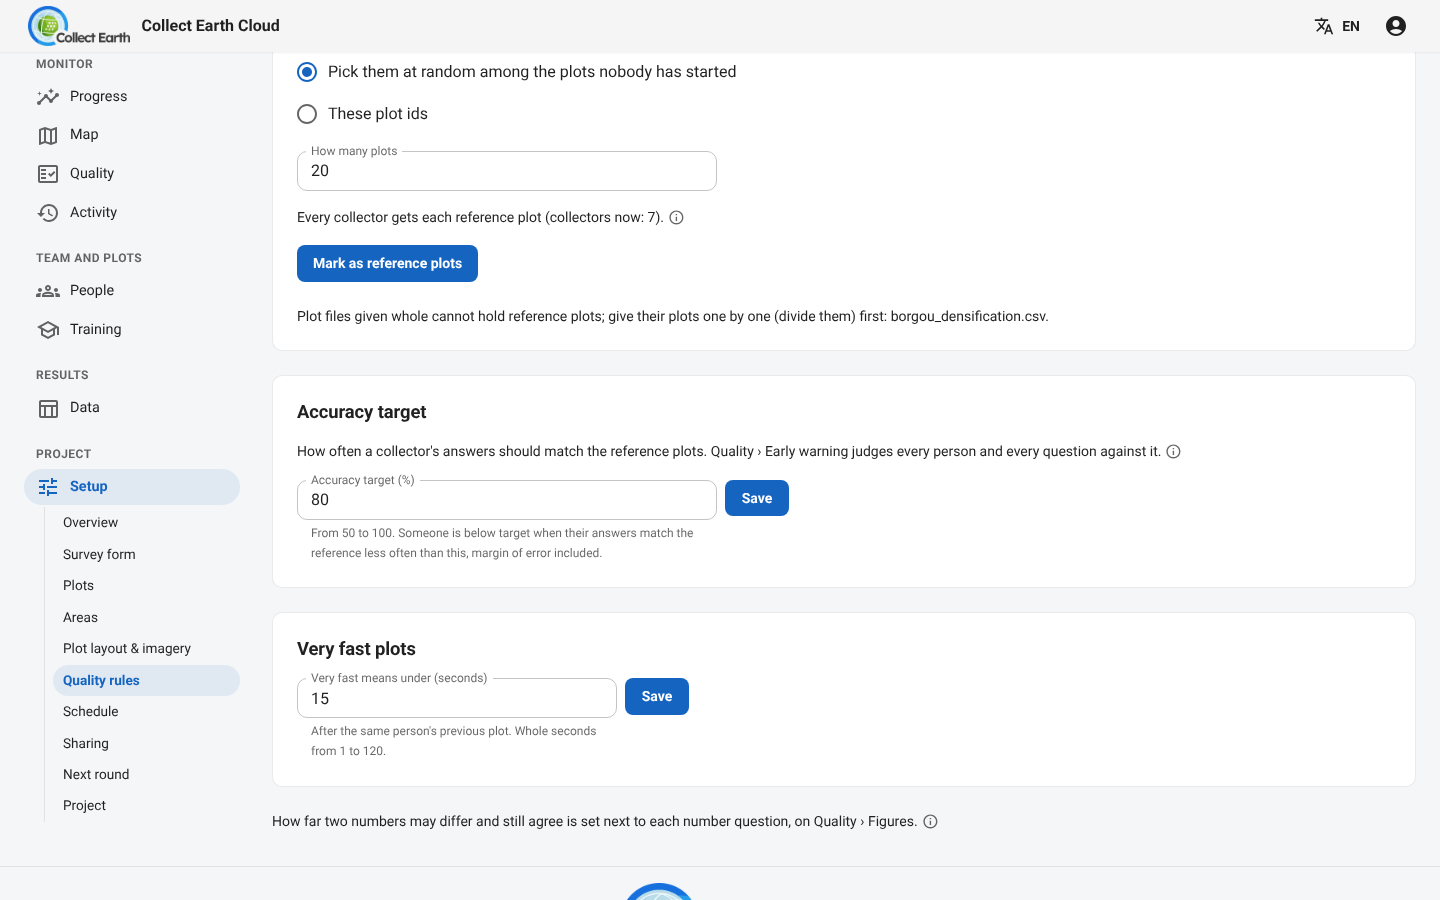 Collect Earth
Collect Earth Cloud
EN
MONITOR
Progress
Map
Quality
Activity
TEAM AND PLOTS
People
Training
RESULTS
Data
PROJECT
Setup
Overview
Survey form
Plots
Areas
Plot layout & imagery
Quality rules
Schedule
Sharing
Next round
Project
Pick them at random among the plots nobody has started
These plot ids
How many plots
20
Every collector gets each reference plot (collectors now: 7).
Mark as reference plots
Plot files given whole cannot hold reference plots; give their plots one by one (divide them) first: borgou_densification.csv.
Accuracy target
How often a collector's answers should match the reference plots. Quality › Early warning judges every person and every question against it.
Accuracy target (%)
80
Save
From 50 to 100. Someone is below target when their answers match the
reference less often than this, margin of error included.
Very fast plots
Very fast means under (seconds)
15
Save
After the same person's previous plot. Whole seconds
from 1 to 120.
How far two numbers may differ and still agree is set next to each number question, on Quality › Figures.